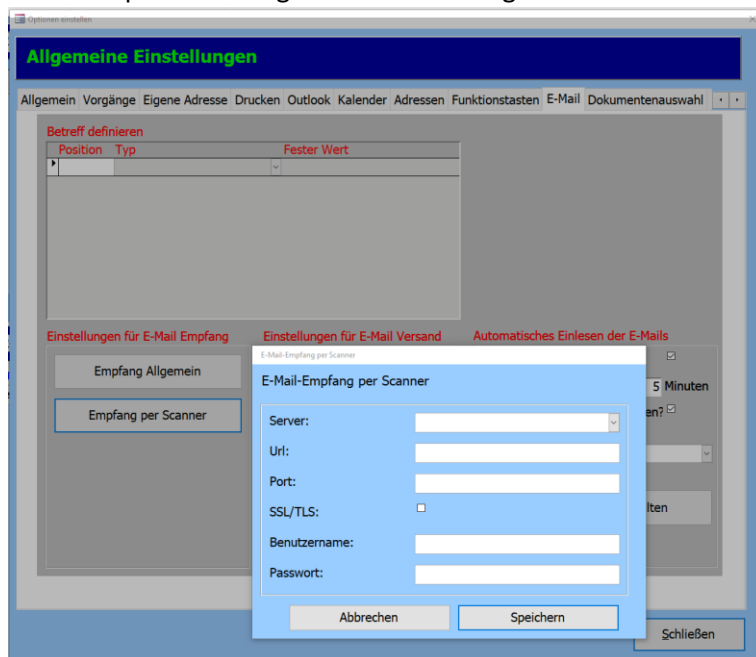 Optionen einstellen
Allgemeine Einstellungen
Allgemein Vorgänge Eigene Adresse Drucken Outlook Kalender Adressen Funktionstasten E-Mail Dokumentenauswahl
Betreff definieren
Position Typ Fester Wert
Einstellungen für E-Mail Empfang Einstellungen für E-Mail Versand Automatisches Einlesen der E-Mails
E-Mail-Empfang per Scanner
Empfang Allgemein
E-Mail-Empfang per Scanner
5 Minuten
Empfang per Scanner
Server:
en?
Url:
Port:
SSL/TLS:
lten
Benutzername:
Passwort:
Abbrechen Speichern
Schließen